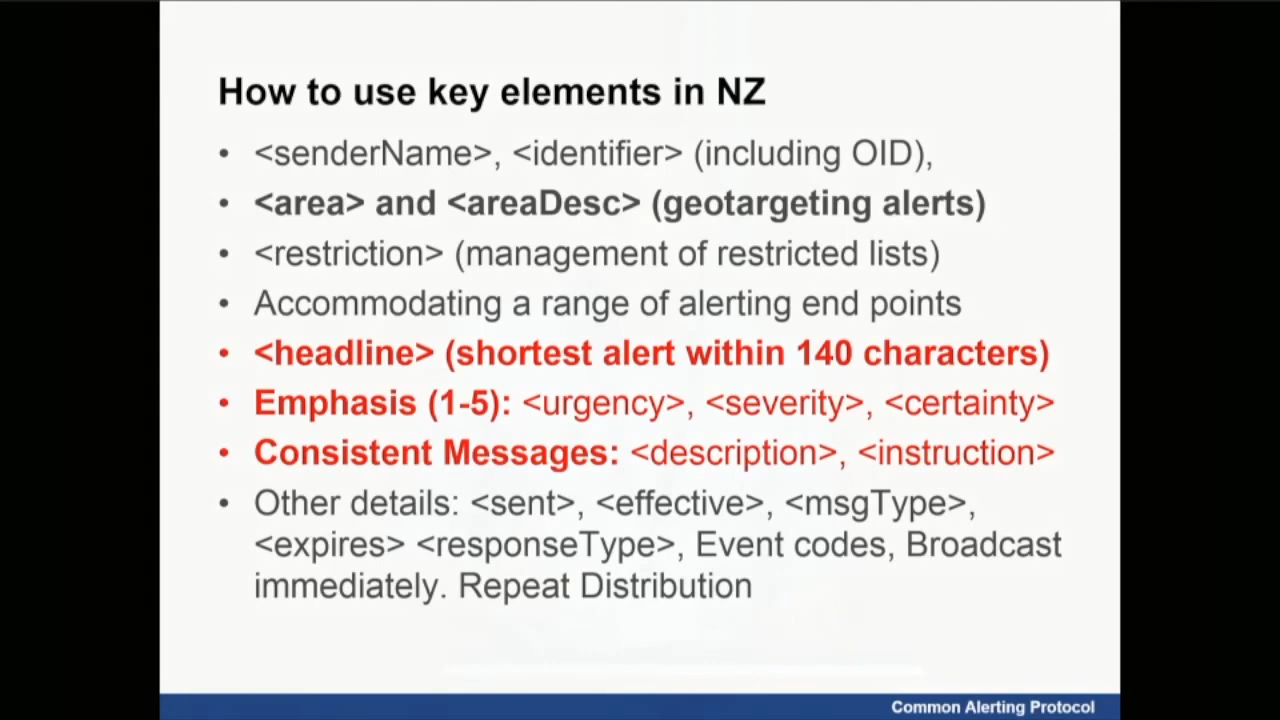 How to use key elements in NZ
• <senderName>, <identifier> (including OID),
• <area> and <areaDesc> (geotargeting alerts)
• <restriction> (management of restricted lists)
• Accommodating a range of alerting end points
• <headline> (shortest alert within 140 characters)
• Emphasis (1-5): <urgency>, <severity>, <certainty>
• Consistent Messages: <description>, <instruction>
• Other details: <sent>, <effective>, <msgType>,
<expires> <responseType>, Event codes, Broadcast
immediately. Repeat Distribution
Common Alerting Protocol